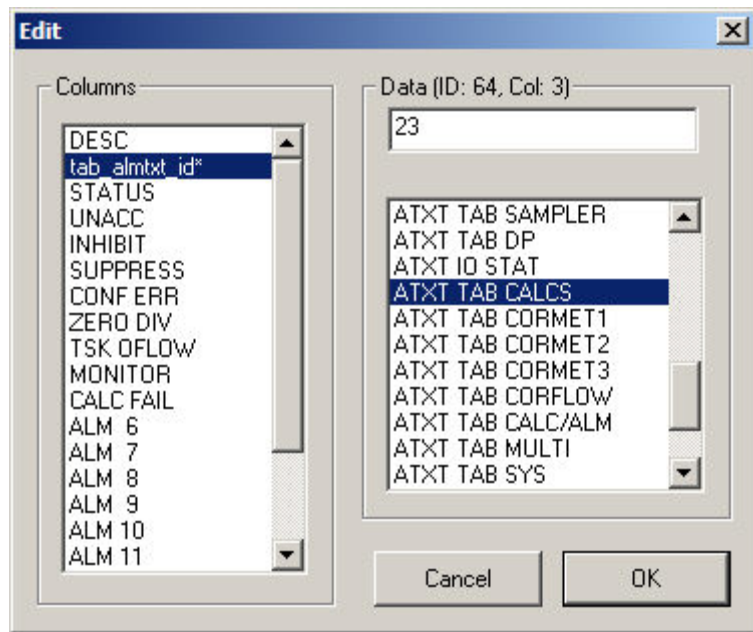 Edit
Columns
DESC
tab_almtxt_id*
STATUS
UNACC
INHIBIT
SUPPRESS
CONF ERR
ZERO DIV
TSK OFLOW
MONITOR
CALC FAIL
ALM 6
ALM 7
ALM 8
ALM 9
ALM 10
ALM 11
Data (ID: 64, Col: 3)
23
ATXT TAB SAMPLER
ATXT TAB DP
ATXT IO STAT
ATXT TAB CALCS
ATXT TAB CORMET1
ATXT TAB CORMET2
ATXT TAB CORMET3
ATXT TAB CORFLOW
ATXT TAB CALC/ALM
ATXT TAB MULTI
ATXT TAB SYS
Cancel
OK